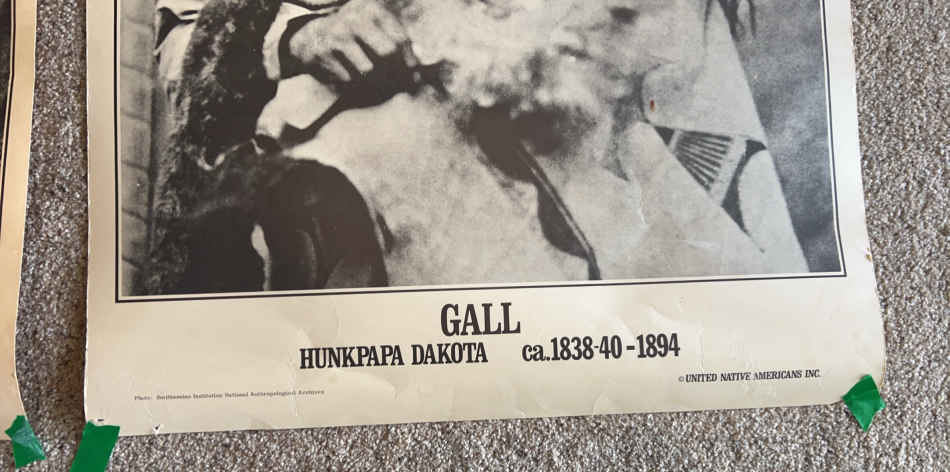 GALL
HUNKPAPA DAKOTA ca.1838-40-1894
© UNITED NATIVE AMERICANS INC.
Photo: Smithsonian Institution National Anthropological Archives